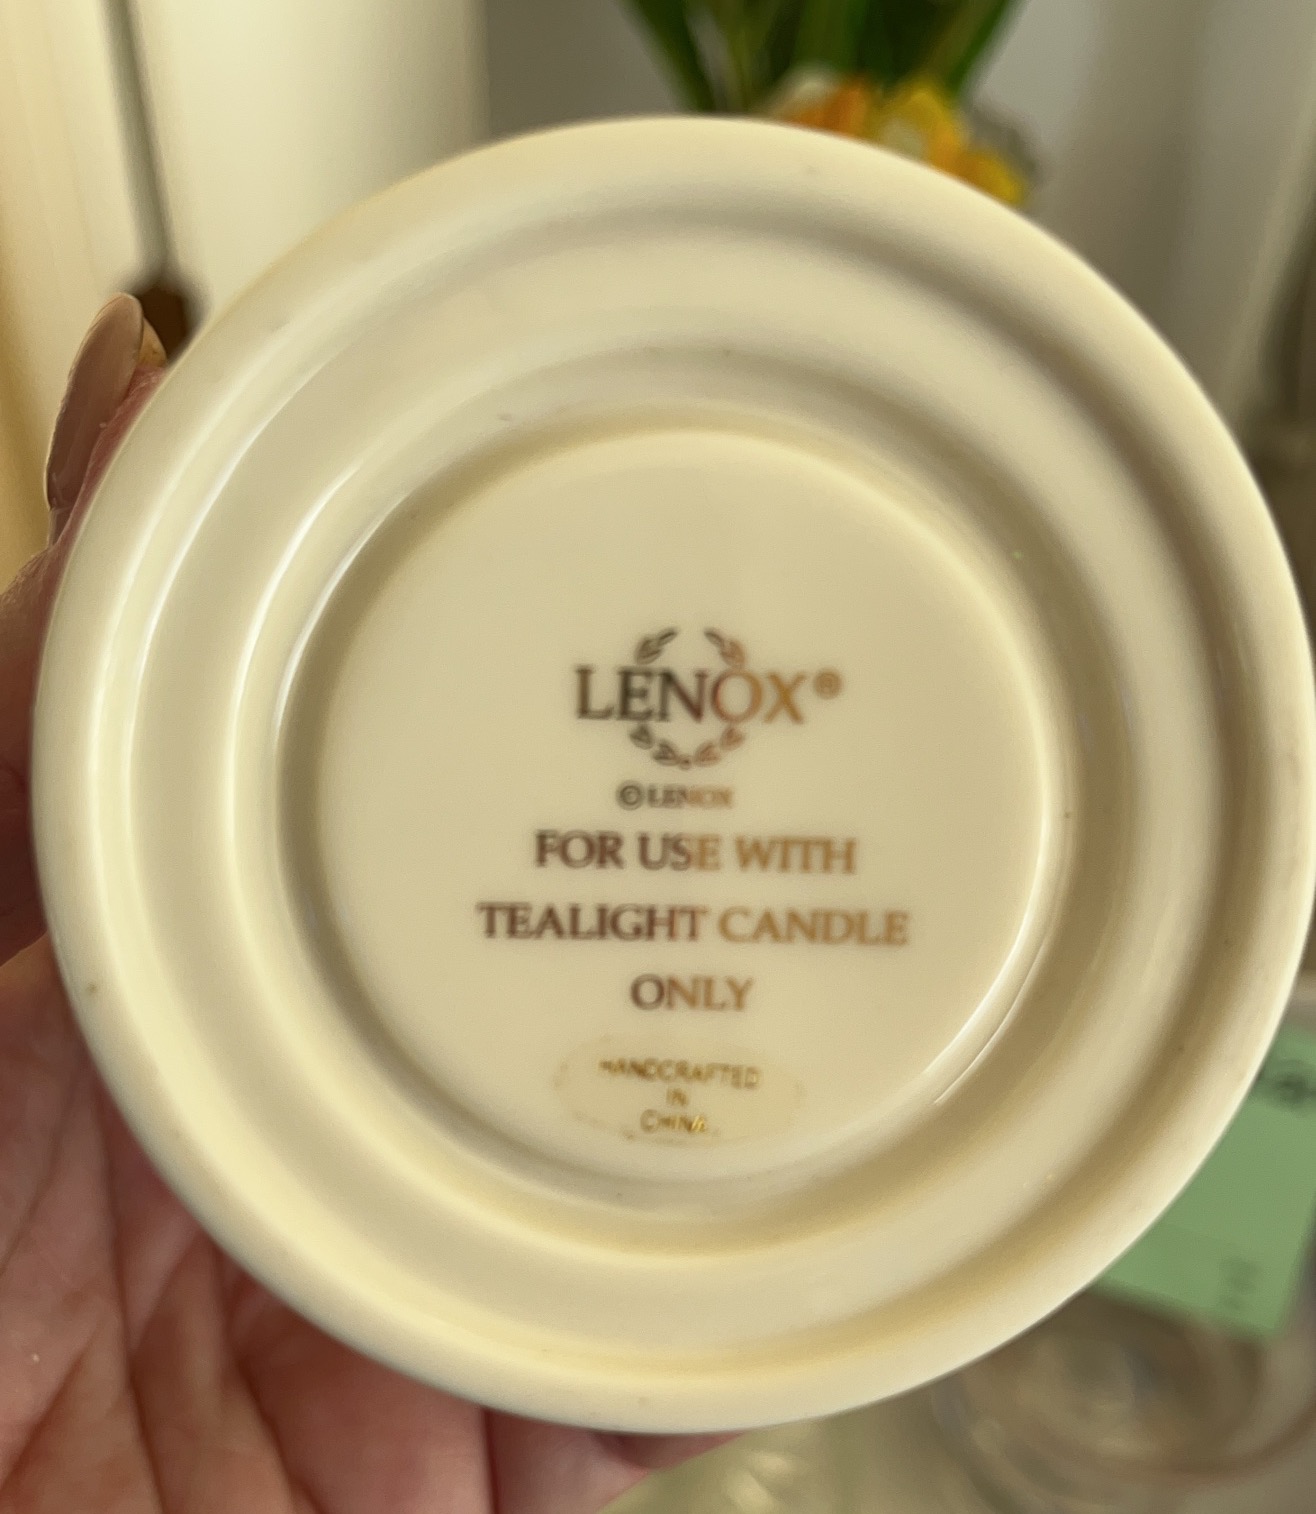 LENOX®
© LENOX
FOR USE WITH
TEALIGHT CANDLE
ONLY
HANDCRAFTED
IN
CHINA